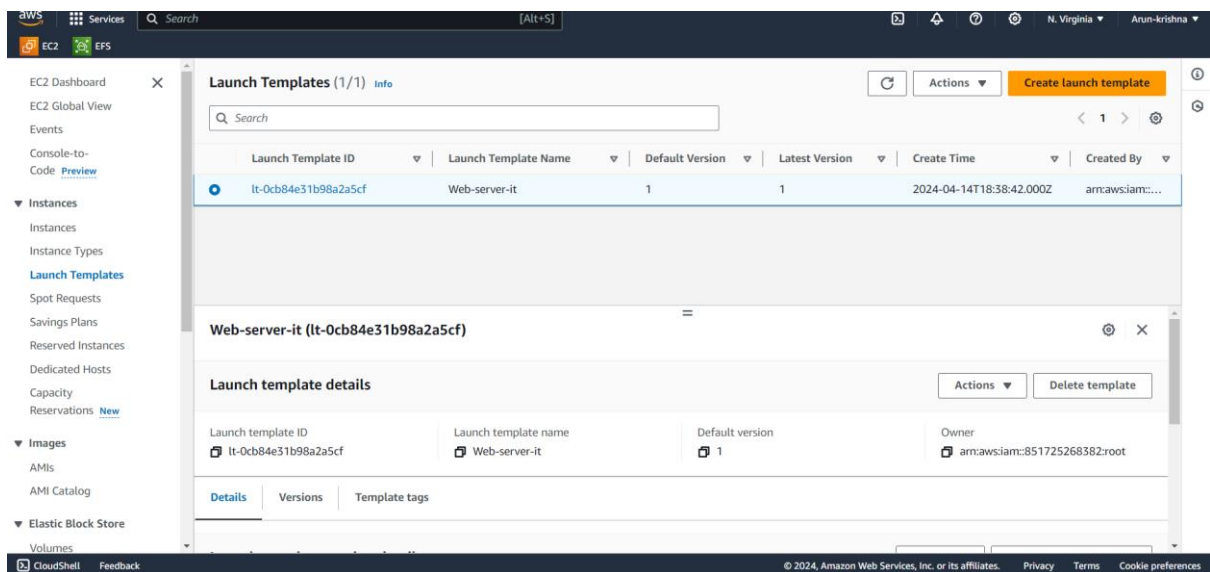 aws Services Search [Alt+S] N. Virginia Arun-krishna
EC2 EFS
EC2 Dashboard
EC2 Global View
Events
Console-to-
Code Preview
Instances
Instances
Instance Types
Launch Templates
Spot Requests
Savings Plans
Reserved Instances
Dedicated Hosts
Capacity
Reservations New
Images
AMIs
AMI Catalog
Elastic Block Store
Volumes
Launch Templates (1/1) Info Actions Create launch template
Search 1
Launch Template ID Launch Template Name Default Version Latest Version Create Time Created By
lt-0cb84e31b98a2a5cf Web-server-it 1 1 2024-04-14T18:38:42.000Z arn:aws:iam::...
Web-server-it (lt-0cb84e31b98a2a5cf)
Launch template details Actions Delete template
Launch template ID Launch template name Default version Owner
lt-0cb84e31b98a2a5cf Web-server-it 1 arn:aws:iam::851725268382:root
Details Versions Template tags
CloudShell Feedback © 2024, Amazon Web Services, Inc. or its affiliates. Privacy Terms Cookie preferences